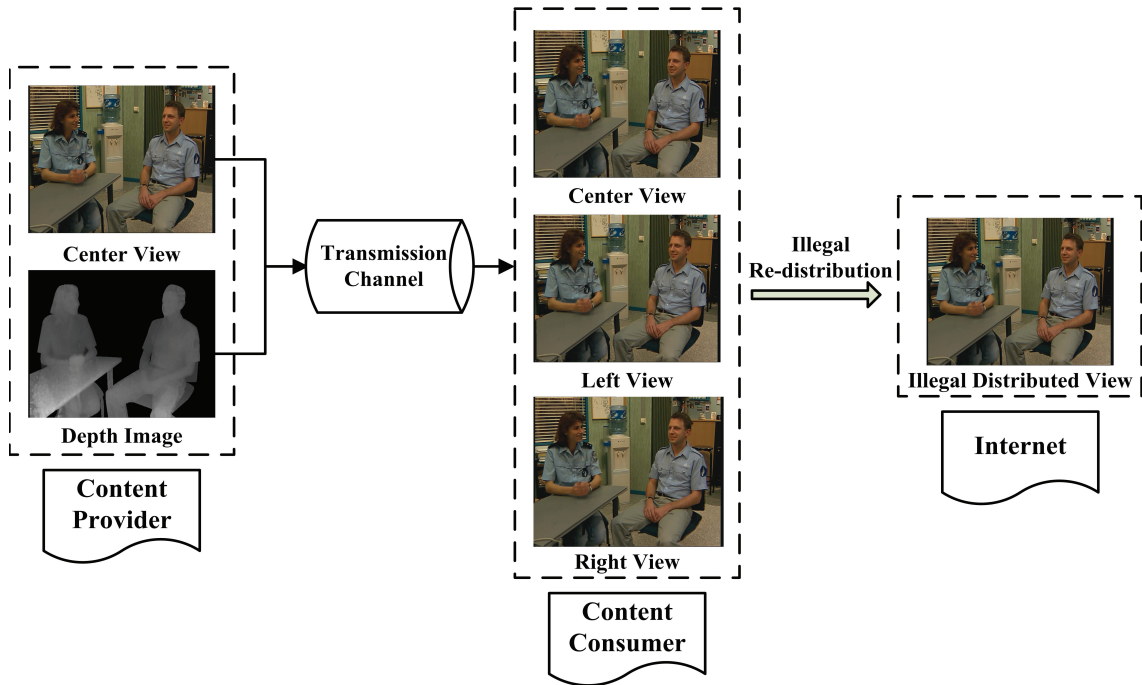 Center View
Depth Image
Content
Provider
Transmission
Channel
Center View
Left View
Right View
Content
Consumer
Illegal
Re-distribution
Illegal Distributed View
Internet